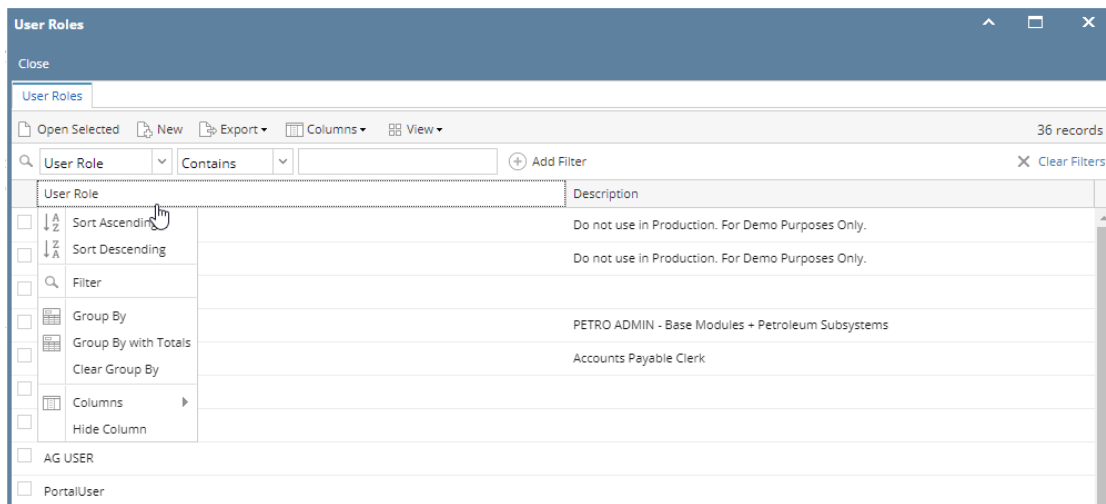 User Roles
Close
User Roles
Open Selected New Export Columns View 36 records
User Role Contains Add Filter Clear Filters
User Role Description
Sort Ascending Do not use in Production. For Demo Purposes Only.
Sort Descending Do not use in Production. For Demo Purposes Only.
Filter
Group By PETRO ADMIN - Base Modules + Petroleum Subsystems
Group By with Totals Accounts Payable Clerk
Clear Group By
Columns
Hide Column
AG USER
PortalUser